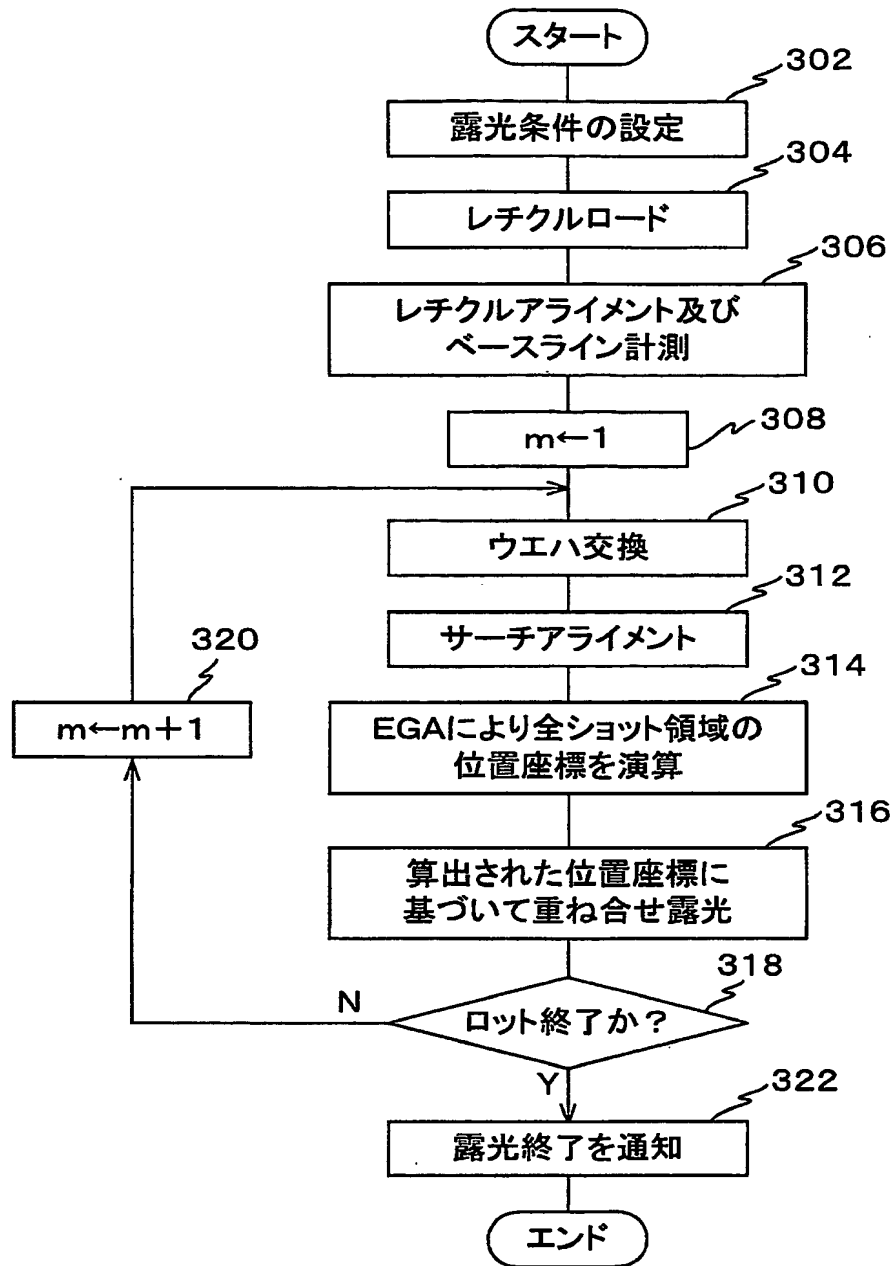 スタート
302
露光条件の設定
304
レチクルロード
306
レチクルアライメント及び
ベースライン計測
308
m←1
310
ウエハ交換
312
サーチアライメント
320
m←m+1
314
EGAにより全ショット領域の
位置座標を演算
316
算出された位置座標に
基づいて重ね合せ露光
318
N
ロット終了か?
Y
322
露光終了を通知
エンド